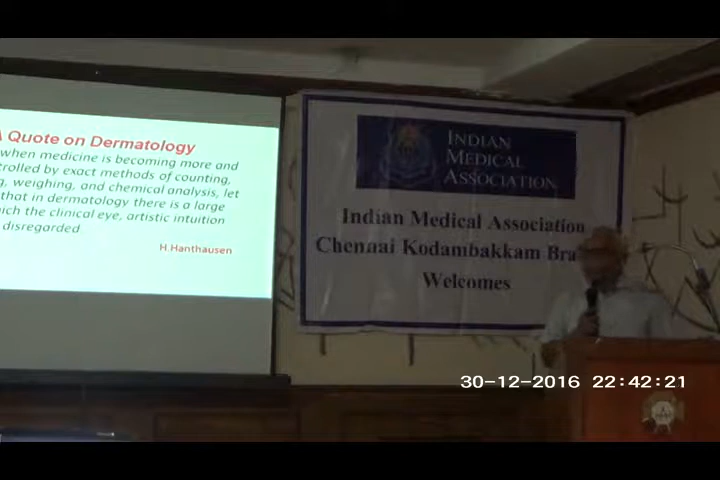 A Quote on Dermatology
when medicine is becoming more and
trolled by exact methods of counting,
g, weighing, and chemical analysis, let
that in dermatology there is a large
hich the clinical eye, artistic intuition
disregarded
H.Hanthausen
INDIAN
MEDICAL
ASSOCIATION
Indian Medical Association
Chennai Kodambakkam Bra
Welcomes
30-12-2016 22:42:21